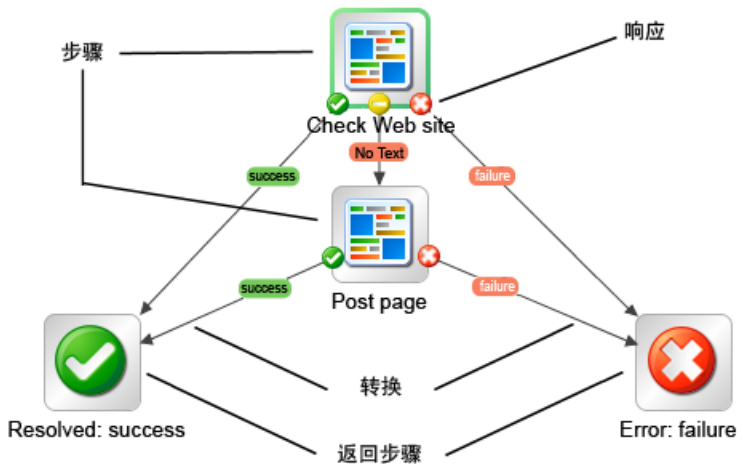 步骤
响应
Check Web site
No Text
success
failure
success
failure
Post page
转换
Resolved: success
Error: failure
返回步骤